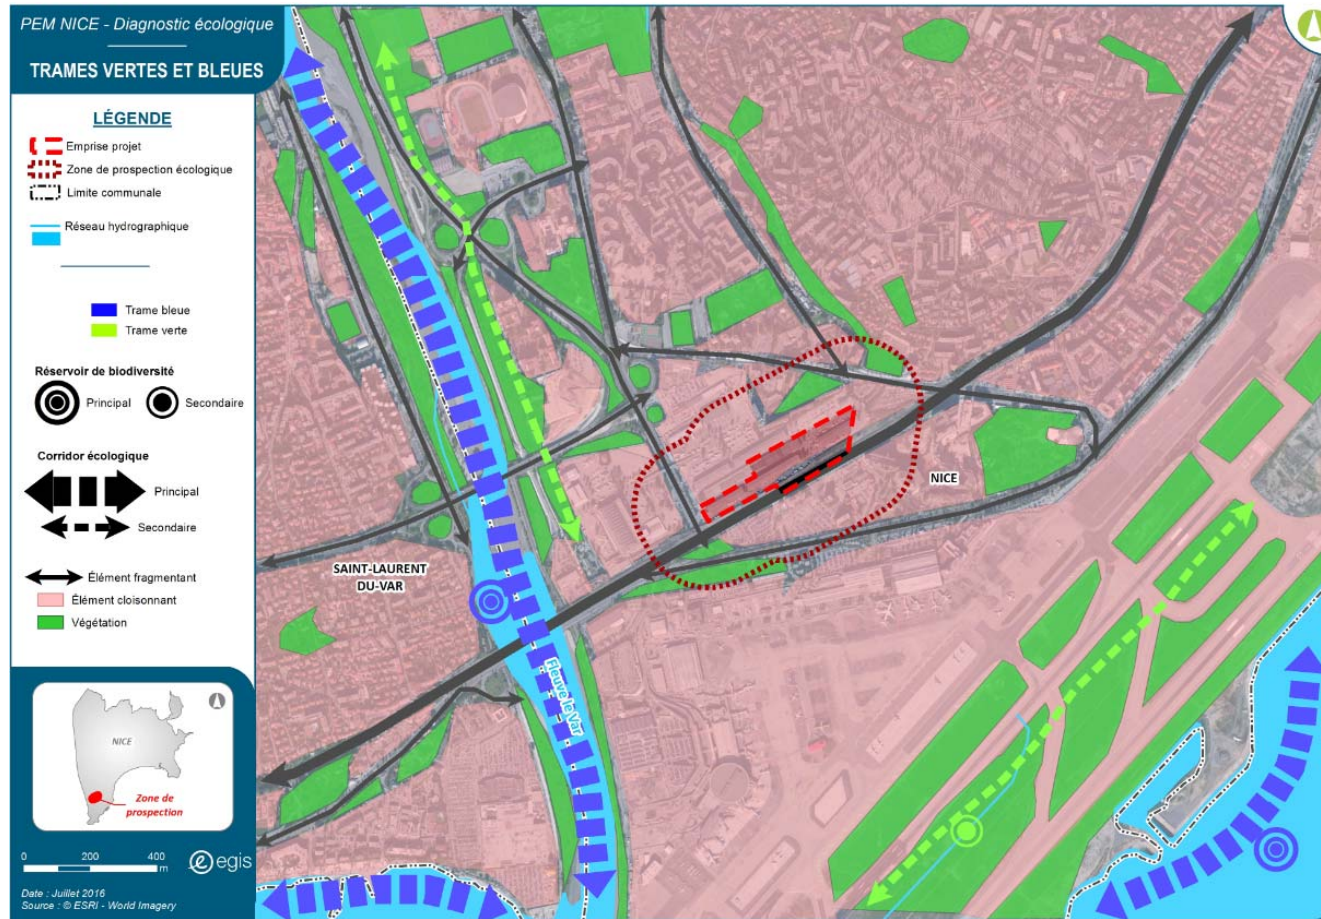 PEM NICE - Diagnostic écologique
TRAMES VERTES ET BLEUES
LÉGENDE
Emprise projet
Zone de prospection écologique
Limite communale
Réseau hydrographique
Trame bleue
Trame verte
Réservoir de biodiversité
Principal
Secondaire
Corridor écologique
Principal
Secondaire
Élément fragmentant
Élément cloisonnant
Végétation
NICE
Zone de
prospection
0 200 400
m
egis
Date : Juillet 2016
Source : © ESRI - World Imagery
NICE
SAINT-LAURENT
DU-VAR
Fleuve le Var